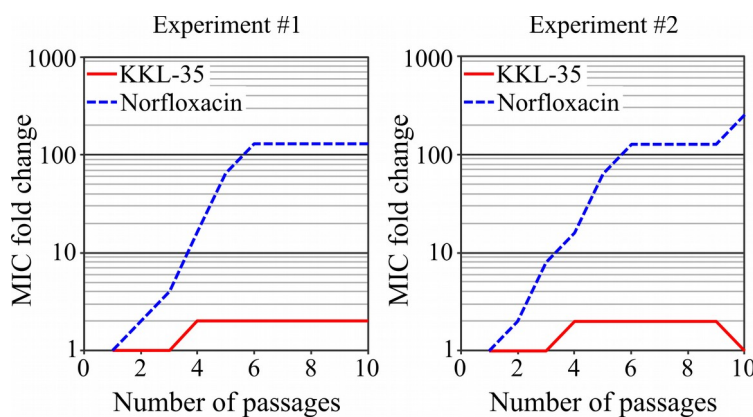 Experiment #1
1000
100
10
1
MIC fold change
KKL-35
Norfloxacin
0 2 4 6 8 10
Number of passages
Experiment #2
1000
100
10
1
MIC fold change
KKL-35
Norfloxacin
0 2 4 6 8 10
Number of passages